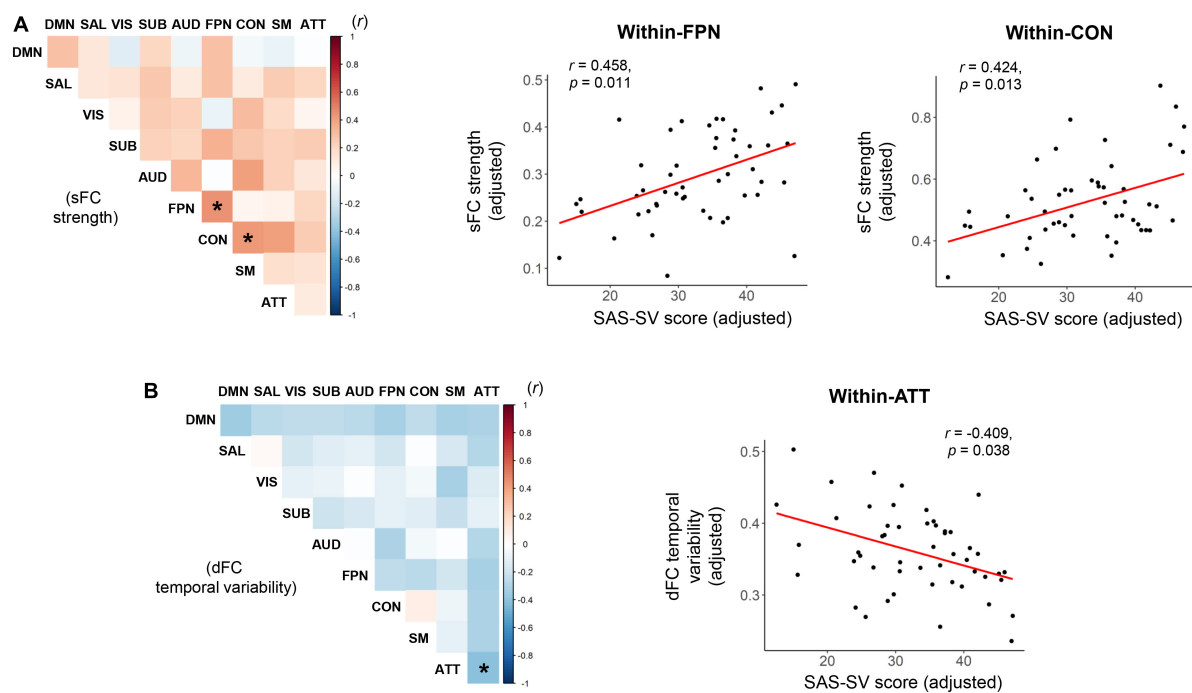 A
DMN SAL VIS SUB AUD FPN CON SM ATT
(r)
DMN
SAL
VIS
SUB
AUD
FPN
CON
SM
ATT
*
*
(sFC
strength)
1
0.8
0.6
0.4
0.2
0
-0.2
-0.4
-0.6
-0.8
-1
Within-FPN
r = 0.458,
p = 0.011
sFC strength
(adjusted)
0.5
0.4
0.3
0.2
0.1
20 30 40
SAS-SV score (adjusted)
Within-CON
r = 0.424,
p = 0.013
sFC strength
(adjusted)
0.8
0.6
0.4
20 30 40
SAS-SV score (adjusted)
B
DMN SAL VIS SUB AUD FPN CON SM ATT
(r)
DMN
SAL
VIS
SUB
AUD
FPN
CON
SM
ATT
*
(dFC
temporal variability)
1
0.8
0.6
0.4
0.2
0
-0.2
-0.4
-0.6
-0.8
-1
Within-ATT
r = -0.409,
p = 0.038
dFC temporal
variability
(adjusted)
0.5
0.4
0.3
20 30 40
SAS-SV score (adjusted)